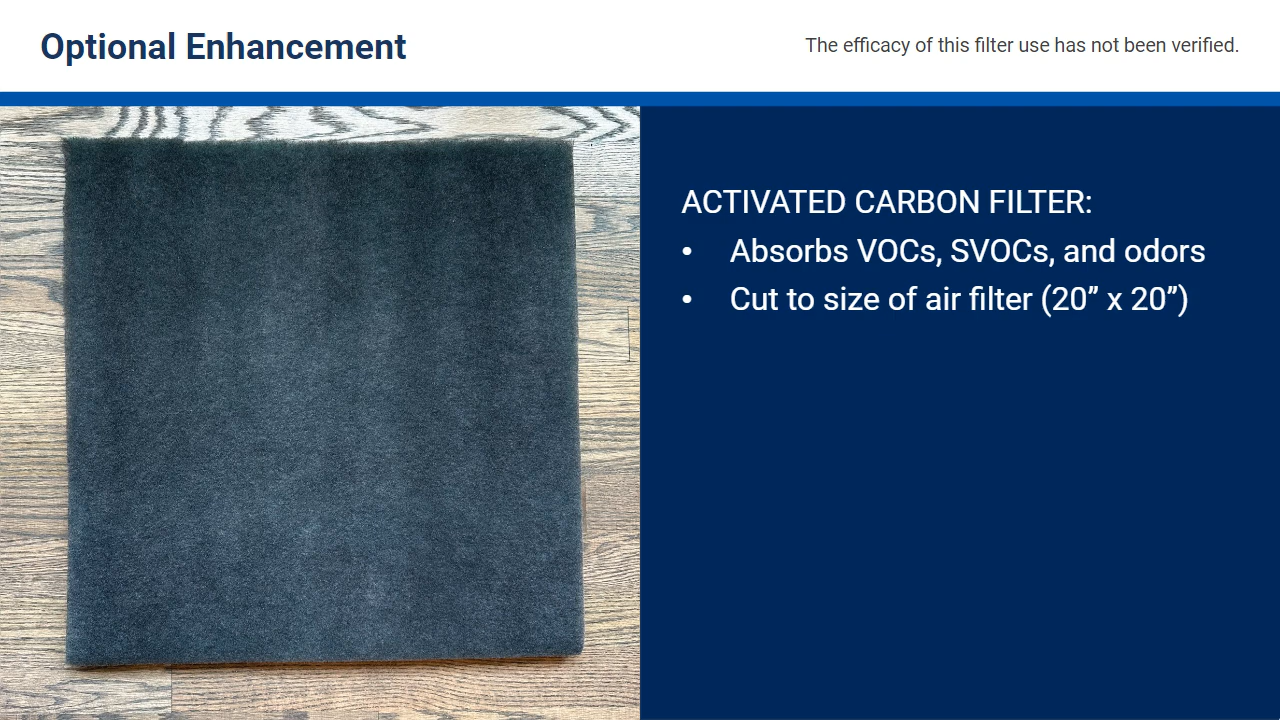 Optional Enhancement
The efficacy of this filter use has not been verified.
ACTIVATED CARBON FILTER:
• Absorbs VOCs, SVOCs, and odors
• Cut to size of air filter (20” x 20”)